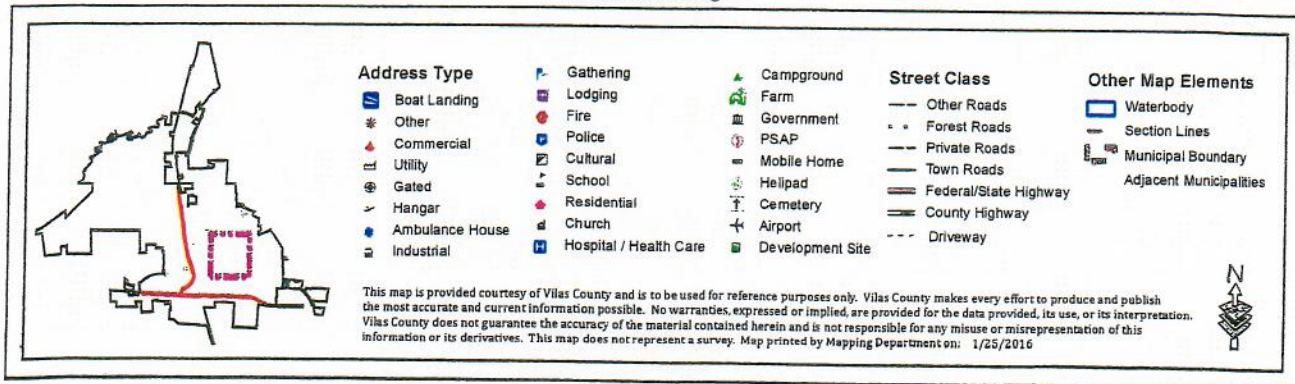 Address Type
Boat Landing
Other
Commercial
Utility
Gated
Hangar
Ambulance House
Industrial
Gathering
Lodging
Fire
Police
Cultural
School
Residential
Church
Hospital / Health Care
Campground
Farm
Government
PSAP
Mobile Home
Helipad
Cemetery
Airport
Development Site
Street Class
Other Roads
Forest Roads
Private Roads
Town Roads
Federal/State Highway
County Highway
Driveway
Other Map Elements
Waterbody
Section Lines
Municipal Boundary
Adjacent Municipalities
N
This map is provided courtesy of Vilas County and is to be used for reference purposes only. Vilas County makes every effort to produce and publish
the most accurate and current information possible. No warranties, expressed or implied, are provided for the data provided, its use, or its interpretation.
Vilas County does not guarantee the accuracy of the material contained herein and is not responsible for any misuse or misrepresentation of this
information or its derivatives. This map does not represent a survey. Map printed by Mapping Department on: 1/25/2016